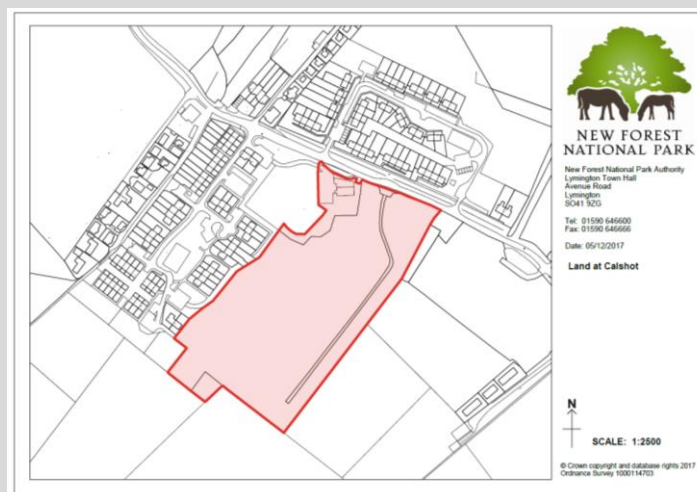 NEW FOREST
NATIONAL PARK
New Forest National Park Authority
Lymington Town Hall
Avenue Road
Lymington
SO41 9ZG
Tel: 01590 646600
Fax: 01590 646666
Date: 05/12/2017
Land at Calshot
N
SCALE: 1:2500
© Crown copyright and database rights 2017
Ordnance Survey 1000114703